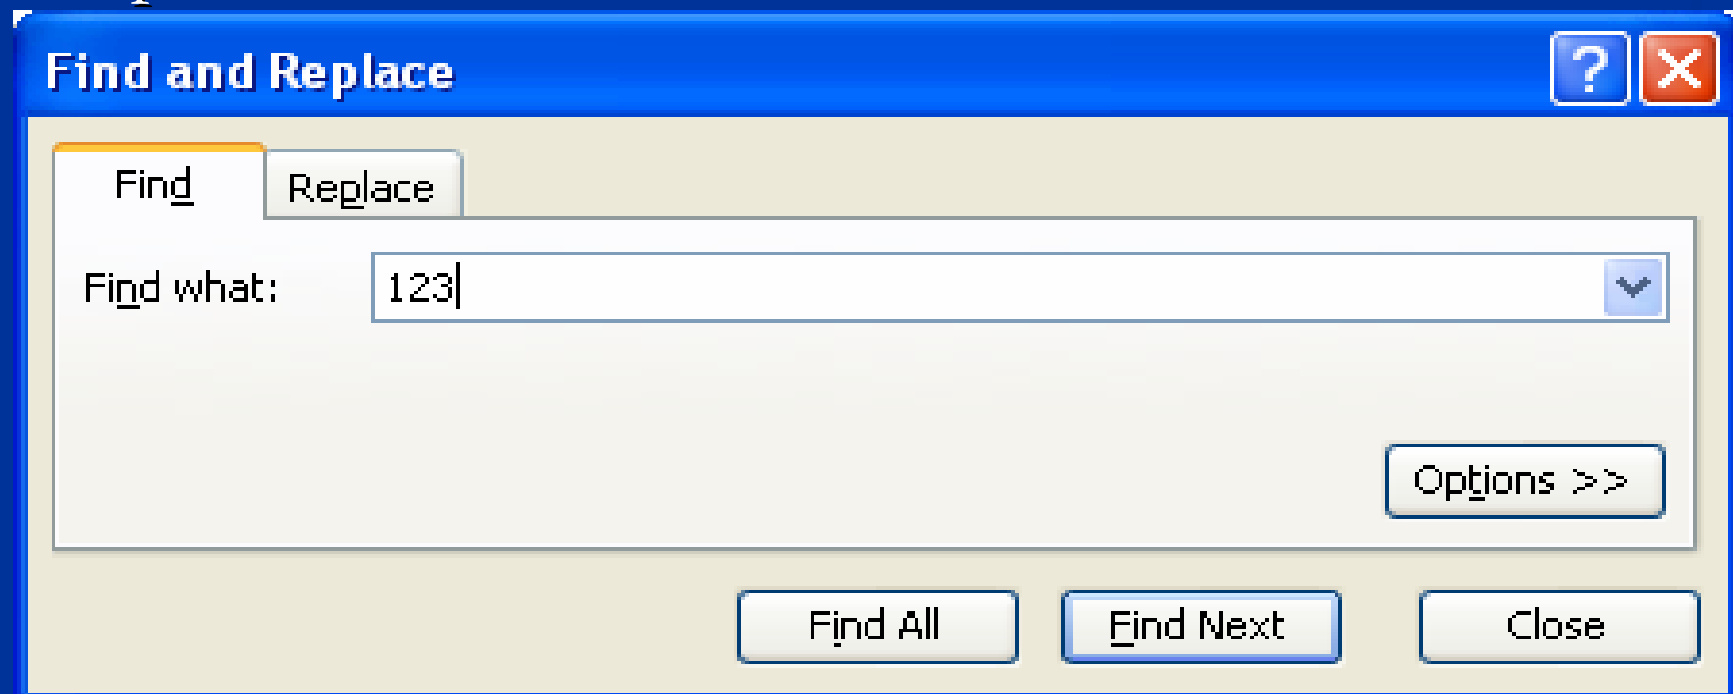 Find and Replace
Find Replace
Find what: 123
Options >>
Find All Find Next Close